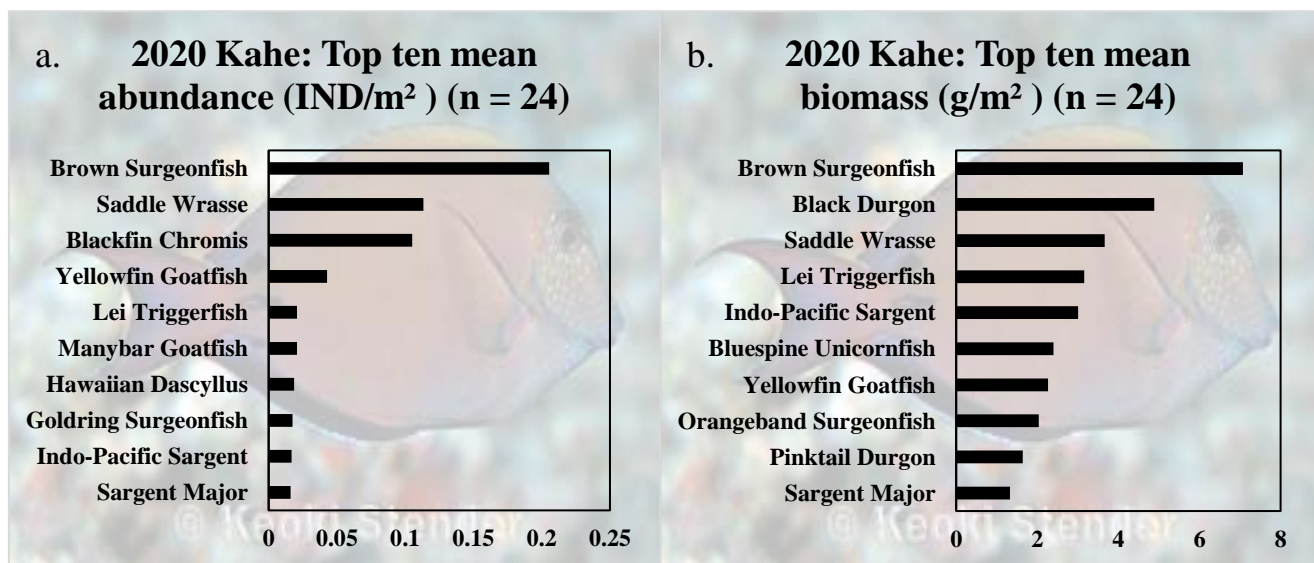 a.
2020 Kahe: Top ten mean
abundance (IND/m² ) (n = 24)
Brown Surgeonfish
Saddle Wrasse
Blackfin Chromis
Yellowfin Goatfish
Lei Triggerfish
Manybar Goatfish
Hawaiian Dascyllus
Goldring Surgeonfish
Indo-Pacific Sargent
Sargent Major
0 0.05 0.1 0.15 0.2 0.25
@ Keoki Stender
b.
2020 Kahe: Top ten mean
biomass (g/m² ) (n = 24)
Brown Surgeonfish
Black Durgon
Saddle Wrasse
Lei Triggerfish
Indo-Pacific Sargent
Bluespine Unicornfish
Yellowfin Goatfish
Orangeband Surgeonfish
Pinktail Durgon
Sargent Major
0 2 4 6 8
@ Keoki Stender